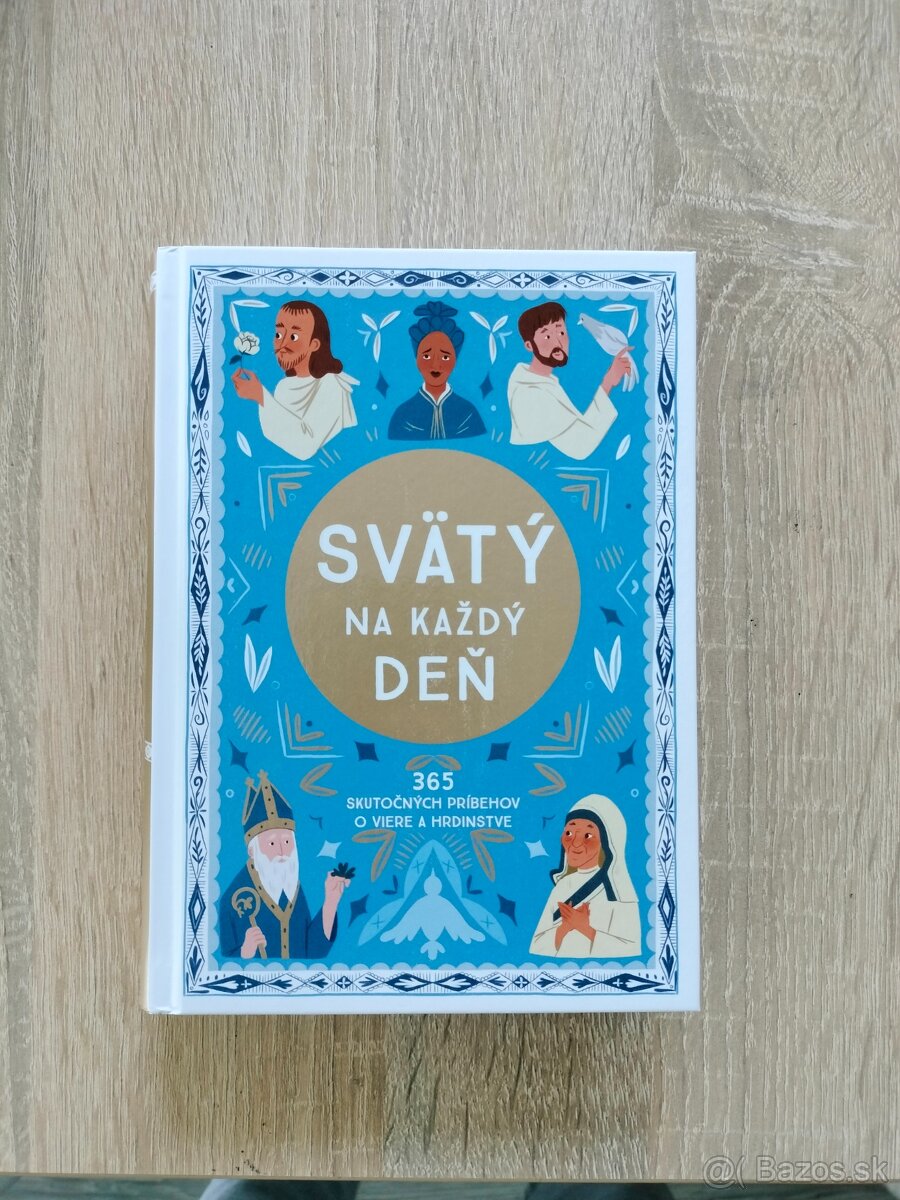 SVÄTÝ
NA KAŽDÝ
DEŇ
365
SKUTOČNÝCH PRÍBEHOV
O VIERE A HRDINSTVE
@( Bazos.sk